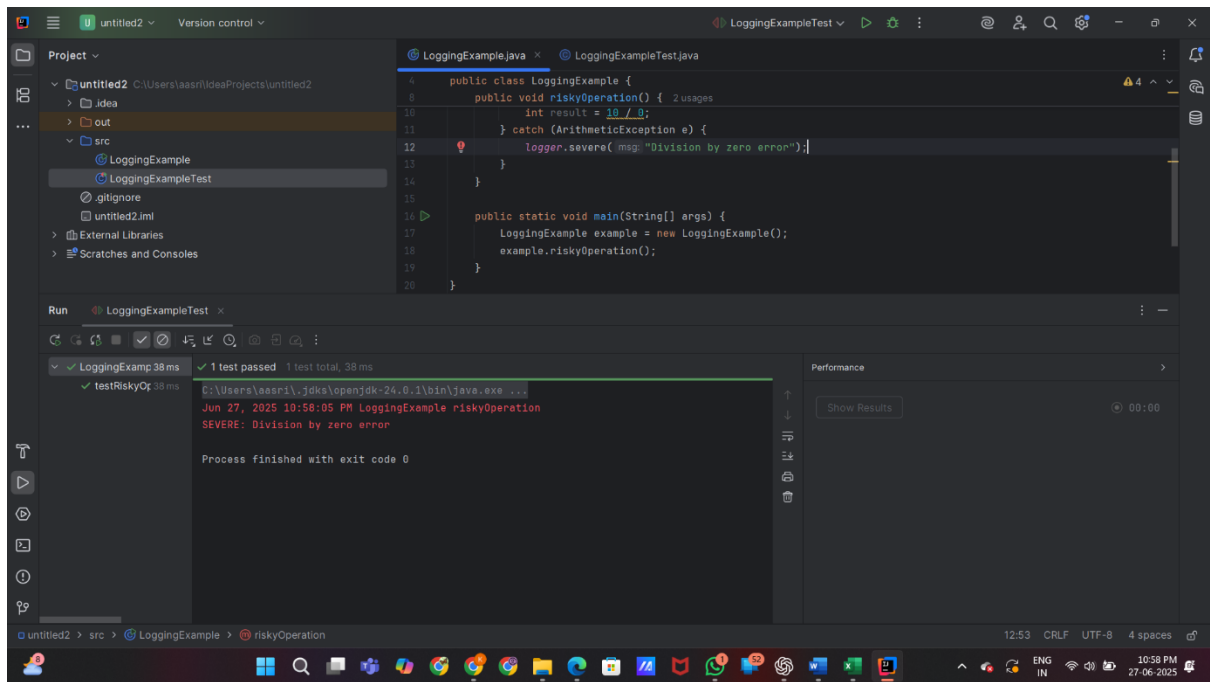 U untitled2 Version control LoggingExampleTest
Project
LoggingExample.java LoggingExampleTest.java
untitled2 C:\Users\aasri\IdeaProjects\untitled2
.idea
out
src
LoggingExample
LoggingExampleTest
.gitignore
untitled2.iml
External Libraries
Scratches and Consoles
4 public class LoggingExample { 4
8 public void riskyOperation() { 2 usages
10 int result = 10 / 0;
11 } catch (ArithmeticException e) {
12 logger.severe( msg: "Division by zero error");
13 }
14 }
15
16 public static void main(String[] args) {
17 LoggingExample example = new LoggingExample();
18 example.riskyOperation();
19 }
20 }
Run LoggingExampleTest
LoggingExamp 38 ms
testRiskyOp 38 ms
1 test passed 1 test total, 38 ms
C:\Users\aasri\.jdks\openjdk-24.0.1\bin\java.exe ...
Jun 27, 2025 10:58:05 PM LoggingExample riskyOperation
SEVERE: Division by zero error
Process finished with exit code 0
Performance
Show Results 00:00
untitled2 > src > LoggingExample > riskyOperation 12:53 CRLF UTF-8 4 spaces
8
1
52
ENG
IN
10:58 PM
27-06-2025